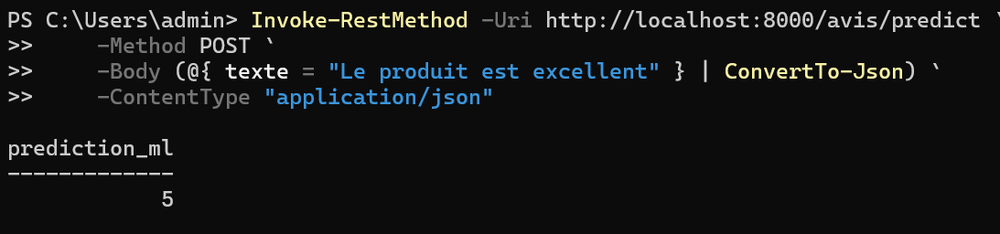 PS C:\Users\admin> Invoke-RestMethod -Uri http://localhost:8000/avis/predict `
>>     -Method POST `
>>     -Body (@{ texte = "Le produit est excellent" } | ConvertTo-Json) `
>>     -ContentType "application/json"
prediction_ml
-------------
            5